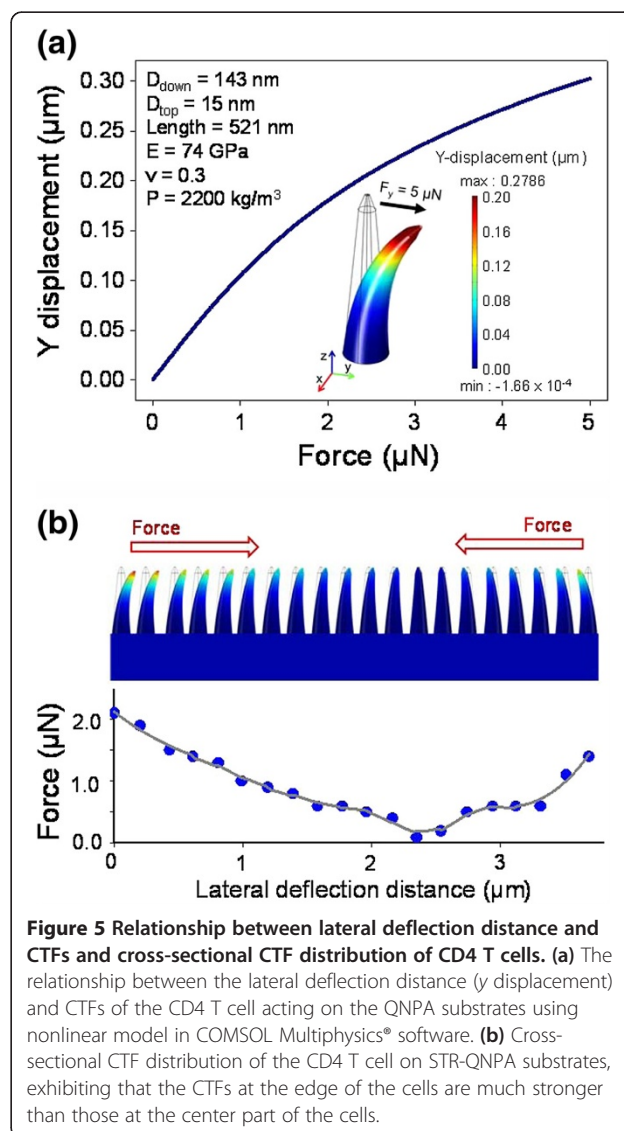 (a)
0.30
0.25
0.20
0.15
0.10
0.05
0.00
Y displacement (µm)
D_down = 143 nm
D_top = 15 nm
Length = 521 nm
E = 74 GPa
ν = 0.3
P = 2200 kg/m³
Y-displacement (µm)
max : 0.2786
F_y = 5 µN
0.20
0.16
0.12
0.08
0.04
0.00
min : -1.66 × 10⁻⁴
z
y
x
0 1 2 3 4 5
Force (µN)
(b)
Force Force
2.0
1.0
0.0
Force (µN)
0 1 2 3
Lateral deflection distance (µm)
Figure 5 Relationship between lateral deflection distance and
CTFs and cross-sectional CTF distribution of CD4 T cells. (a) The
relationship between the lateral deflection distance (y displacement)
and CTFs of the CD4 T cell acting on the QNPA substrates using
nonlinear model in COMSOL Multiphysics® software. (b) Cross-
sectional CTF distribution of the CD4 T cell on STR-QNPA substrates,
exhibiting that the CTFs at the edge of the cells are much stronger
than those at the center part of the cells.